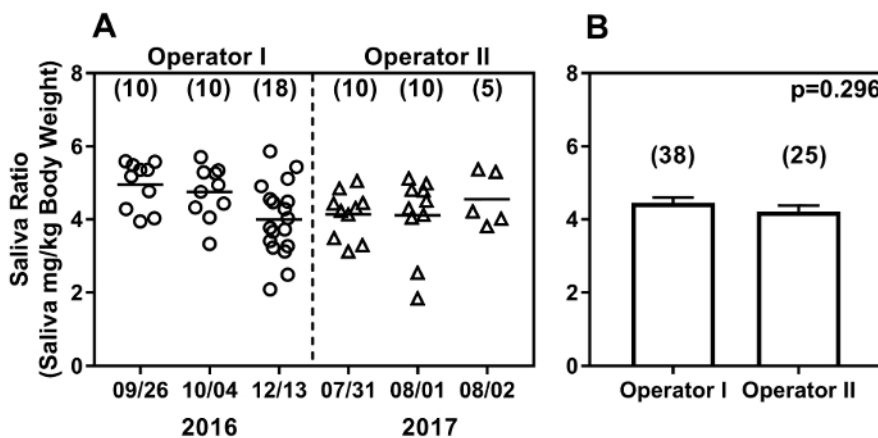 A
Operator I Operator II
(10) (10) (18) (10) (10) (5)
Saliva Ratio
(Saliva mg/kg Body Weight)
8
6
4
2
0
09/26 10/04 12/13 07/31 08/01 08/02
2016 2017
B
p=0.296
(38) (25)
8
6
4
2
0
Operator I Operator II